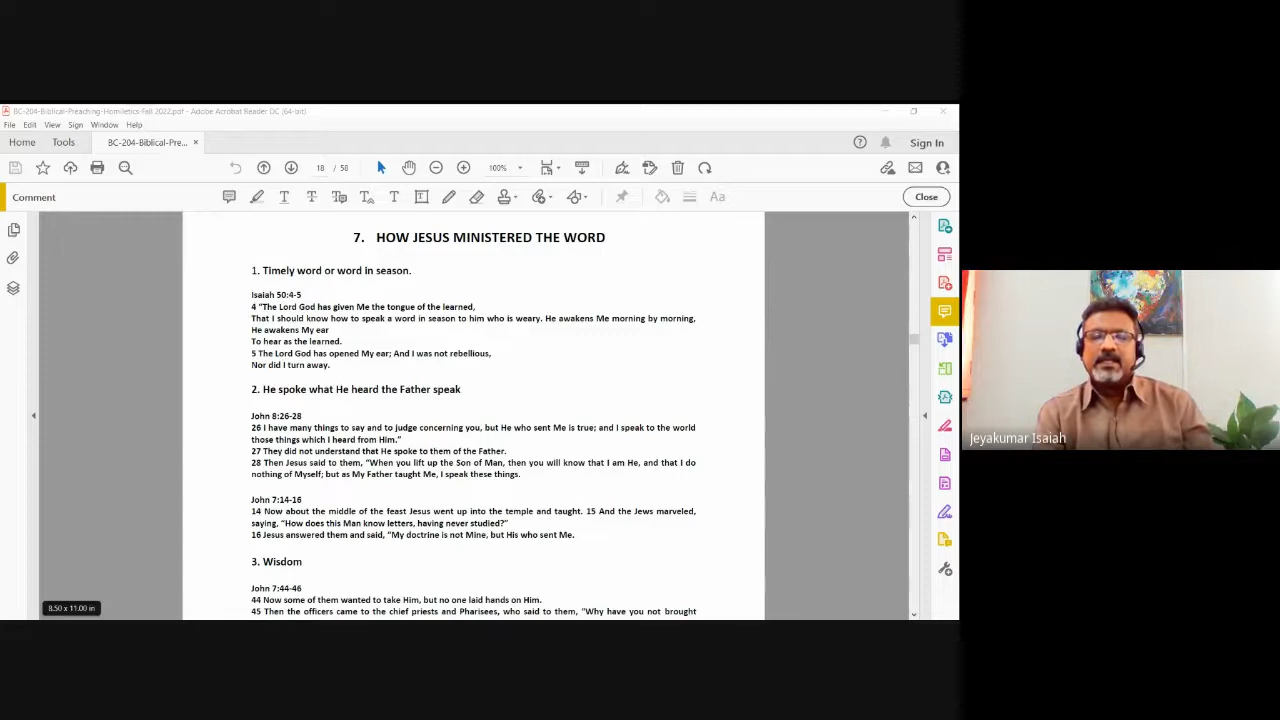 BC-204-Biblical-Preaching-Homiletics-Fall 2022.pdf - Adobe Acrobat Reader DC (64-bit)
File Edit View Sign Window Help
Home Tools BC-204-Biblical-Pre... × Sign In
18 / 58 100%
Comment Close
7. HOW JESUS MINISTERED THE WORD
1. Timely word or word in season.
Isaiah 50:4-5
4 “The Lord God has given Me the tongue of the learned,
That I should know how to speak a word in season to him who is weary. He awakens Me morning by morning,
He awakens My ear
To hear as the learned.
5 The Lord God has opened My ear; And I was not rebellious,
Nor did I turn away.
2. He spoke what He heard the Father speak
John 8:26-28
26 I have many things to say and to judge concerning you, but He who sent Me is true; and I speak to the world
those things which I heard from Him.”
27 They did not understand that He spoke to them of the Father.
28 Then Jesus said to them, “When you lift up the Son of Man, then you will know that I am He, and that I do
nothing of Myself; but as My Father taught Me, I speak these things.
John 7:14-16
14 Now about the middle of the feast Jesus went up into the temple and taught. 15 And the Jews marveled,
saying, “How does this Man know letters, having never studied?”
16 Jesus answered them and said, “My doctrine is not Mine, but His who sent Me.
3. Wisdom
John 7:44-46
44 Now some of them wanted to take Him, but no one laid hands on Him.
45 Then the officers came to the chief priests and Pharisees, who said to them, “Why have you not brought
8.50 x 11.00 in
Jeyakumar Isaiah